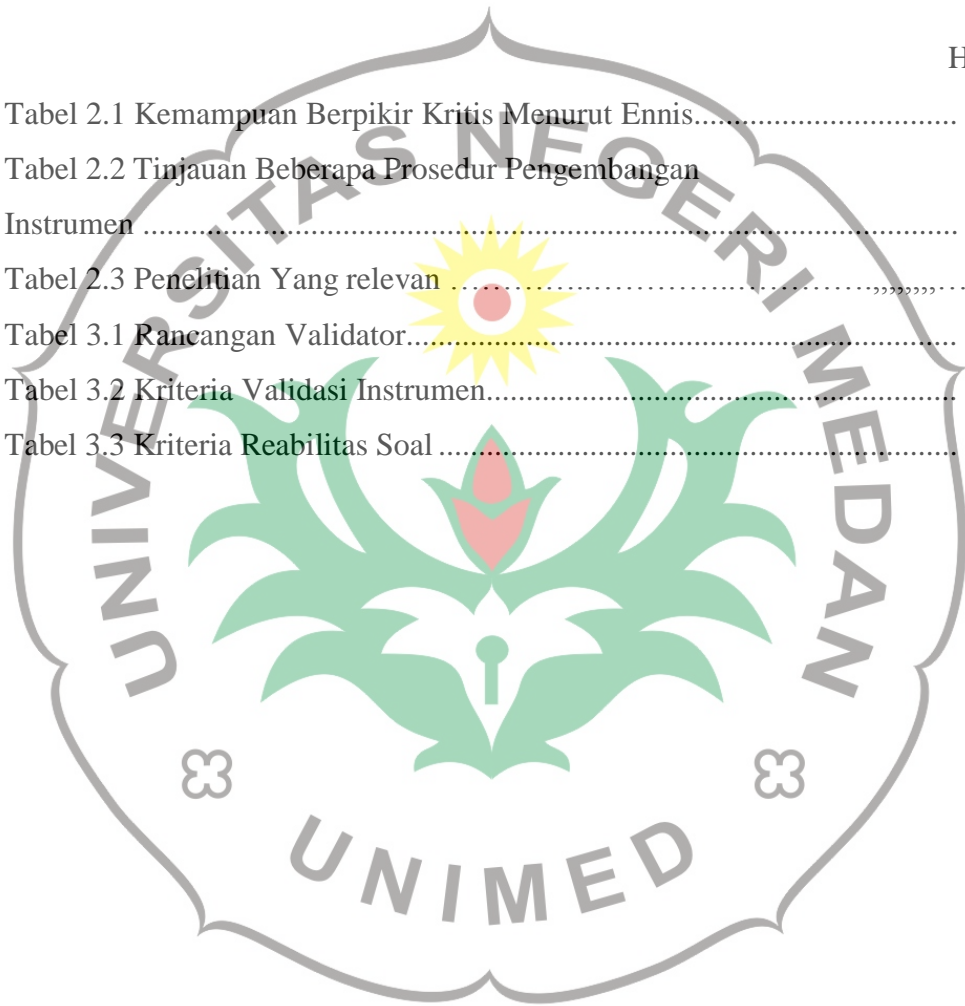 H
Tabel 2.1 Kemampuan Berpikir Kritis Menurut Ennis.................................
Tabel 2.2 Tinjauan Beberapa Prosedur Pengembangan
Instrumen ......................................................................................................
Tabel 2.3 Penelitian Yang relevan ……………..……………..……………,,,,,,,,,…
Tabel 3.1 Rancangan Validator.....................................................................
Tabel 3.2 Kriteria Validasi Instrumen...........................................................
Tabel 3.3 Kriteria Reabilitas Soal .................................................................
UNIVERSITAS NEGERI MEDAN
UNIMED